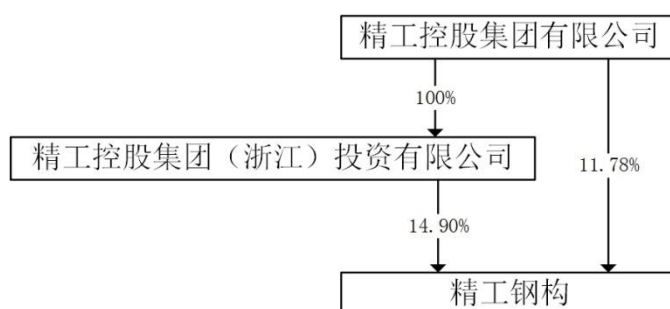 精工控股集团有限公司
100%
精工控股集团（浙江）投资有限公司
11.78%
14.90%
精工钢构